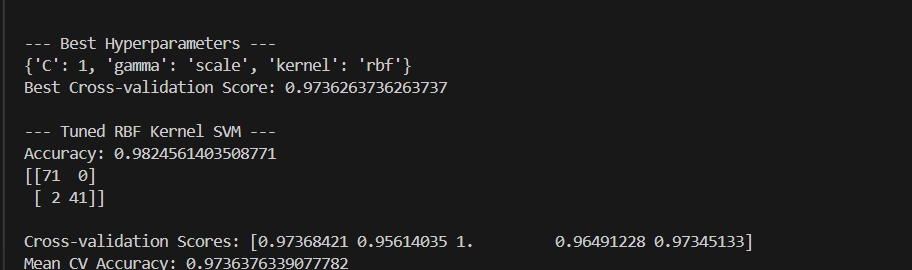 --- Best Hyperparameters ---
{'C': 1, 'gamma': 'scale', 'kernel': 'rbf'}
Best Cross-validation Score: 0.9736263736263737
--- Tuned RBF Kernel SVM ---
Accuracy: 0.9824561403508771
[[71  0]
 [ 2 41]]
Cross-validation Scores: [0.97368421 0.95614035 1.         0.96491228 0.97345133]
Mean CV Accuracy: 0.9736376339077782